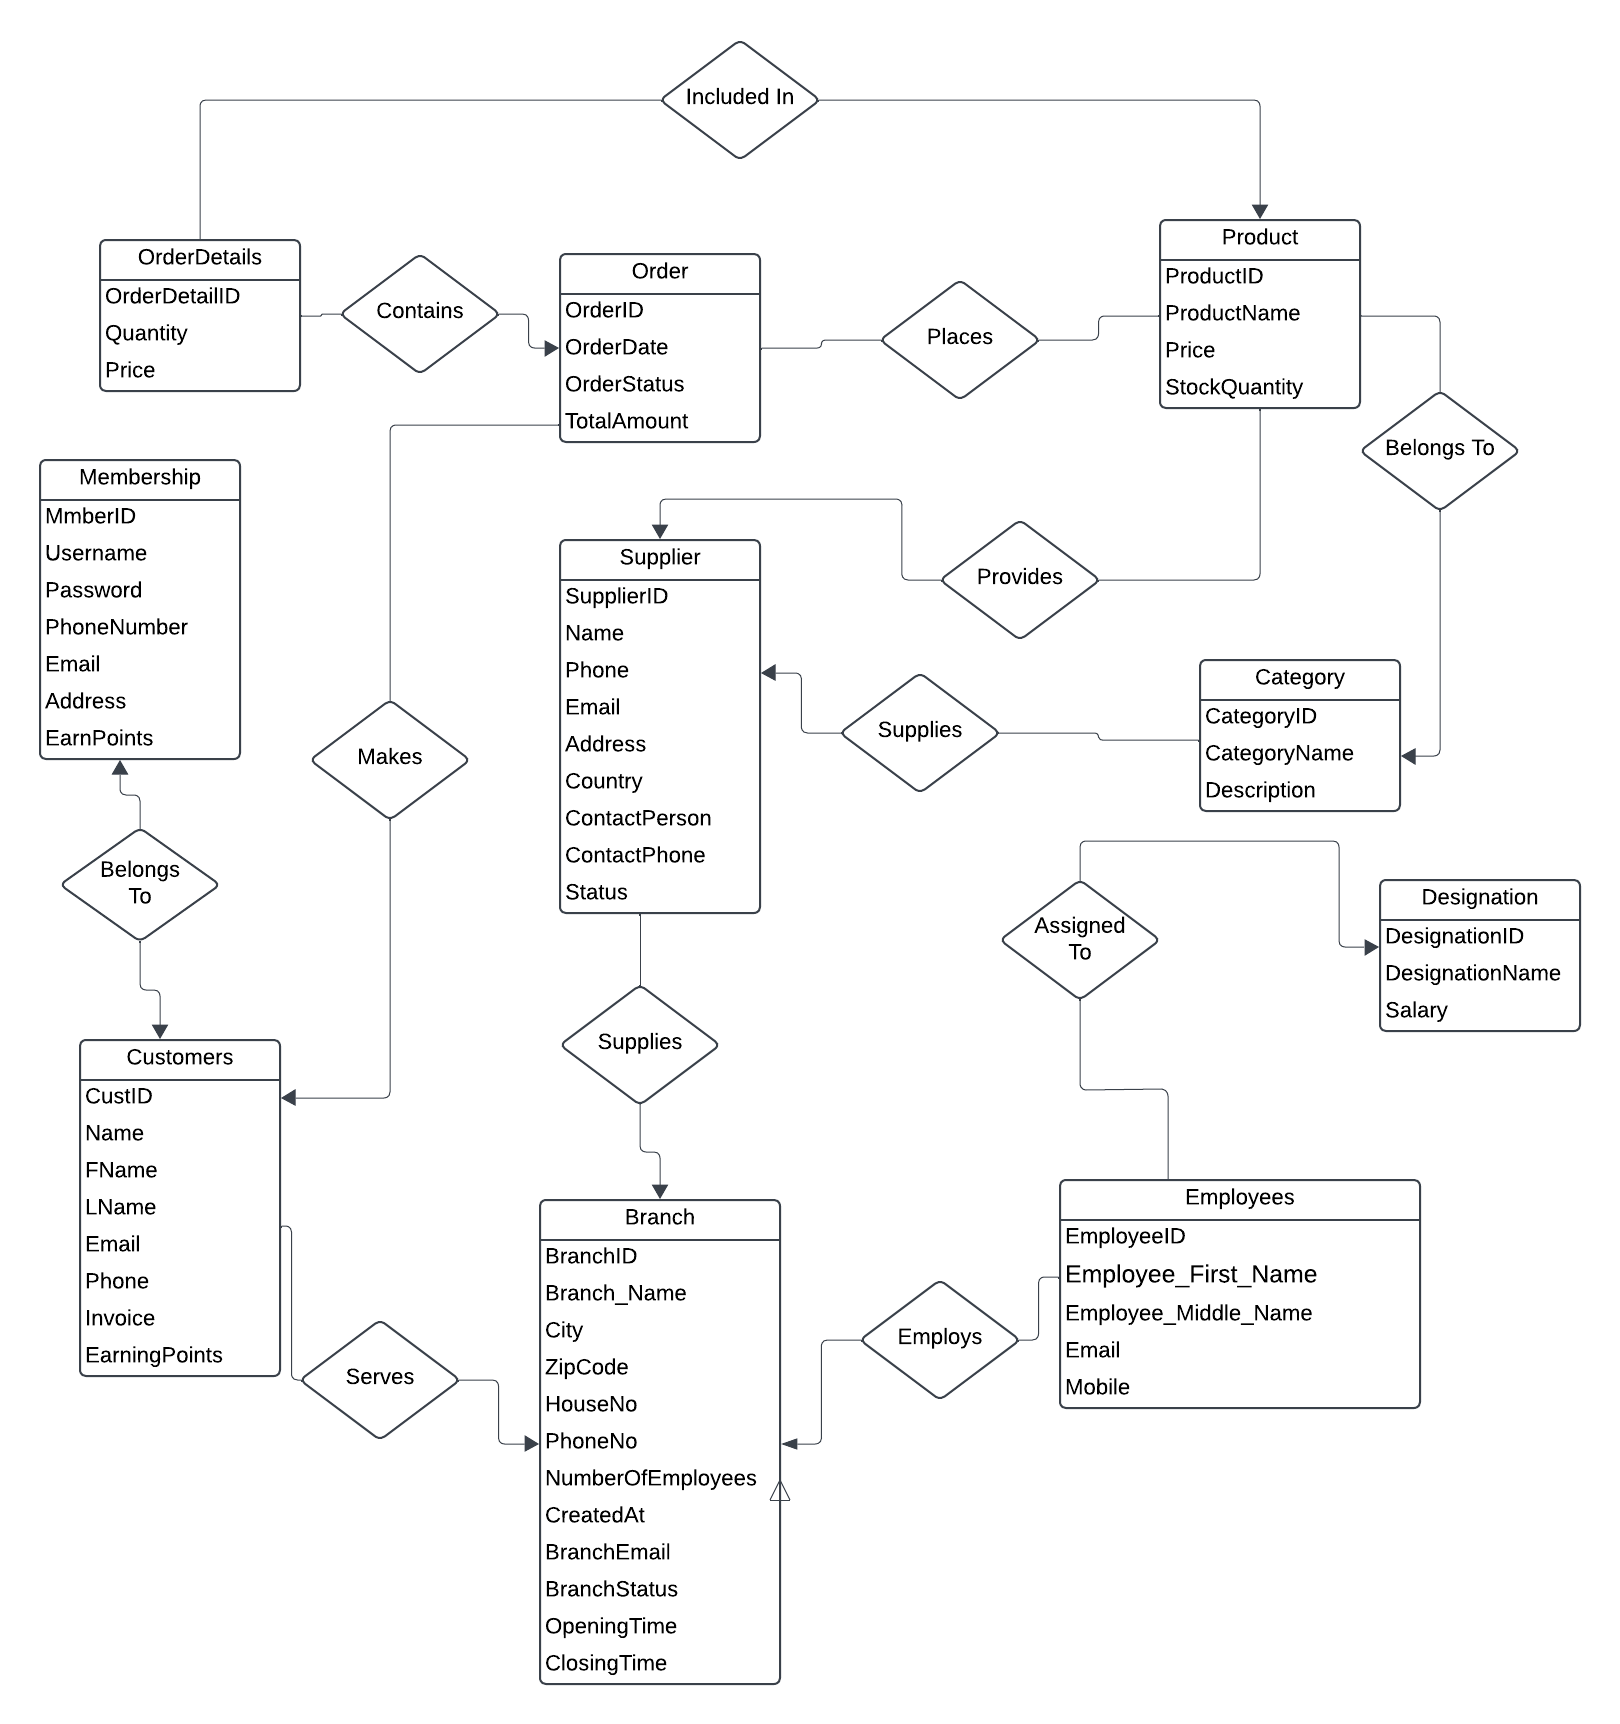 Included In
OrderDetails
OrderDetailID
Quantity
Price
Contains
Order
OrderID
OrderDate
OrderStatus
TotalAmount
Places
Product
ProductID
ProductName
Price
StockQuantity
Belongs To
Membership
MmberID
Username
Password
PhoneNumber
Email
Address
EarnPoints
Makes
Supplier
SupplierID
Name
Phone
Email
Address
Country
ContactPerson
ContactPhone
Status
Provides
Supplies
Category
CategoryID
CategoryName
Description
Belongs
To
Assigned
To
Designation
DesignationID
DesignationName
Salary
Customers
CustID
Name
FName
LName
Email
Phone
Invoice
EarningPoints
Supplies
Serves
Branch
BranchID
Branch_Name
City
ZipCode
HouseNo
PhoneNo
NumberOfEmployees
CreatedAt
BranchEmail
BranchStatus
OpeningTime
ClosingTime
Employs
Employees
EmployeeID
Employee_First_Name
Employee_Middle_Name
Email
Mobile